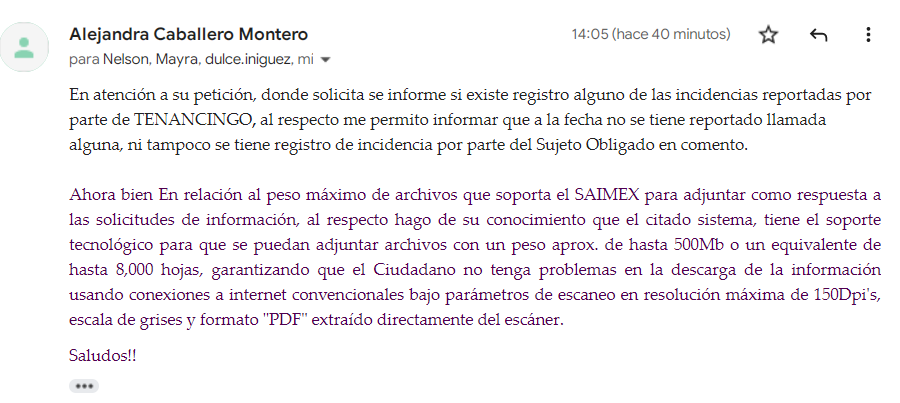 Alejandra Caballero Montero
14:05 (hace 40 minutos)
para Nelson, Mayra, dulce.iniguez, mi
En atención a su petición, donde solicita se informe si existe registro alguno de las incidencias reportadas por
parte de TENANCINGO, al respecto me permito informar que a la fecha no se tiene reportado llamada
alguna, ni tampoco se tiene registro de incidencia por parte del Sujeto Obligado en comento.
Ahora bien En relación al peso máximo de archivos que soporta el SAIMEX para adjuntar como respuesta a
las solicitudes de información, al respecto hago de su conocimiento que el citado sistema, tiene el soporte
tecnológico para que se puedan adjuntar archivos con un peso aprox. de hasta 500Mb o un equivalente de
hasta 8,000 hojas, garantizando que el Ciudadano no tenga problemas en la descarga de la información
usando conexiones a internet convencionales bajo parámetros de escaneo en resolución máxima de 150Dpi's,
escala de grises y formato "PDF" extraído directamente del escáner.
Saludos!!